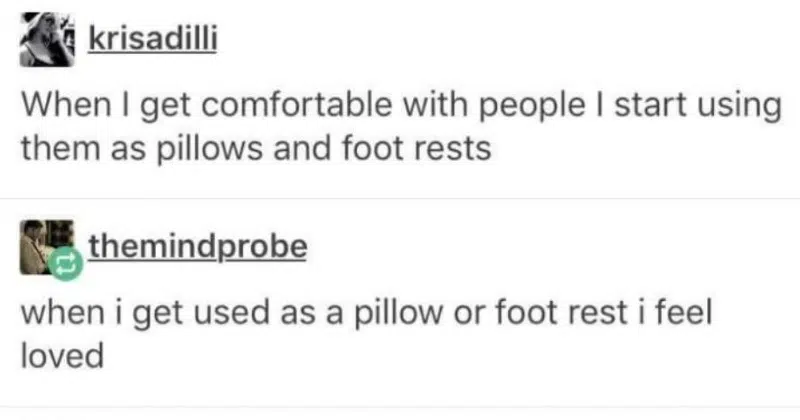 krisadilli
When I get comfortable with people I start using
them as pillows and foot rests
themindprobe
when i get used as a pillow or foot rest i feel
loved